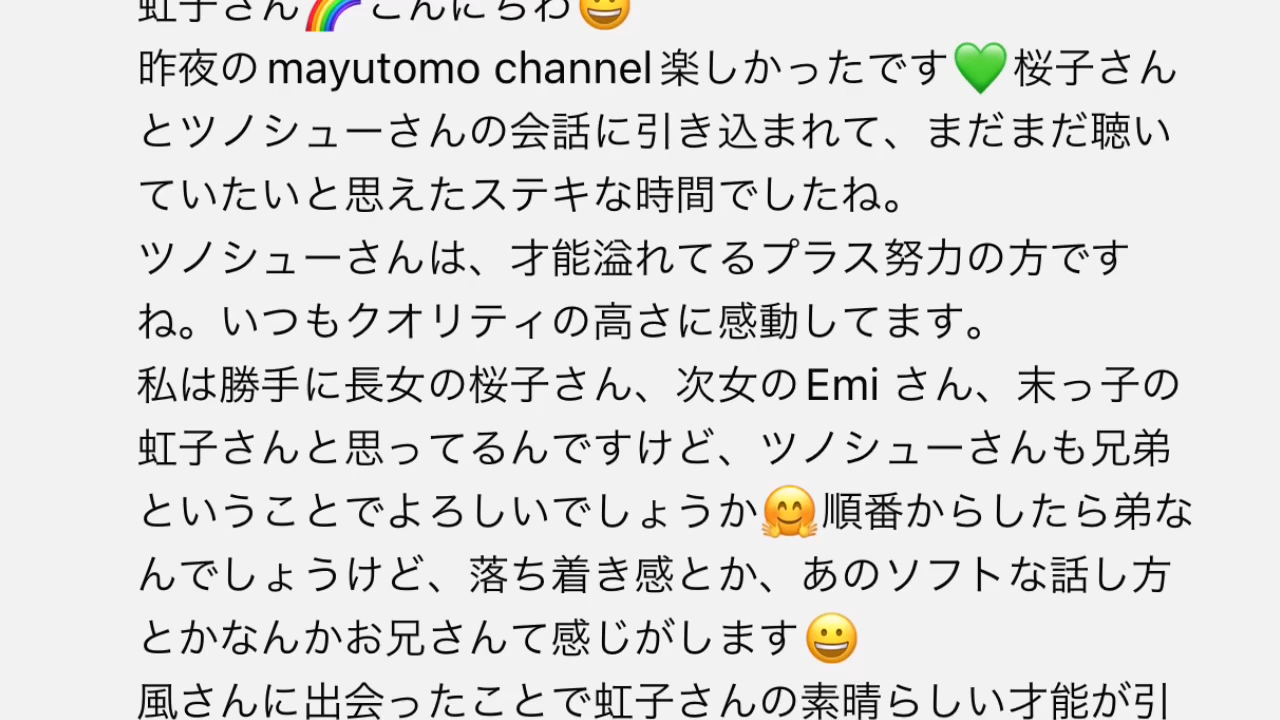 虹子さん🌈こんにちわ😀
昨夜のmayutomo channel楽しかったです💚桜子さん
とツノシューさんの会話に引き込まれて、まだまだ聴い
ていたいと思えたステキな時間でしたね。
ツノシューさんは、才能溢れてるプラス努力の方です
ね。いつもクオリティの高さに感動してます。
私は勝手に長女の桜子さん、次女のEmi さん、末っ子の
虹子さんと思ってるんですけど、ツノシューさんも兄弟
ということでよろしいでしょうか🤗順番からしたら弟な
んでしょうけど、落ち着き感とか、あのソフトな話し方
とかなんかお兄さんて感じがします😀
風さんに出会ったことで虹子さんの素晴らしい才能が引